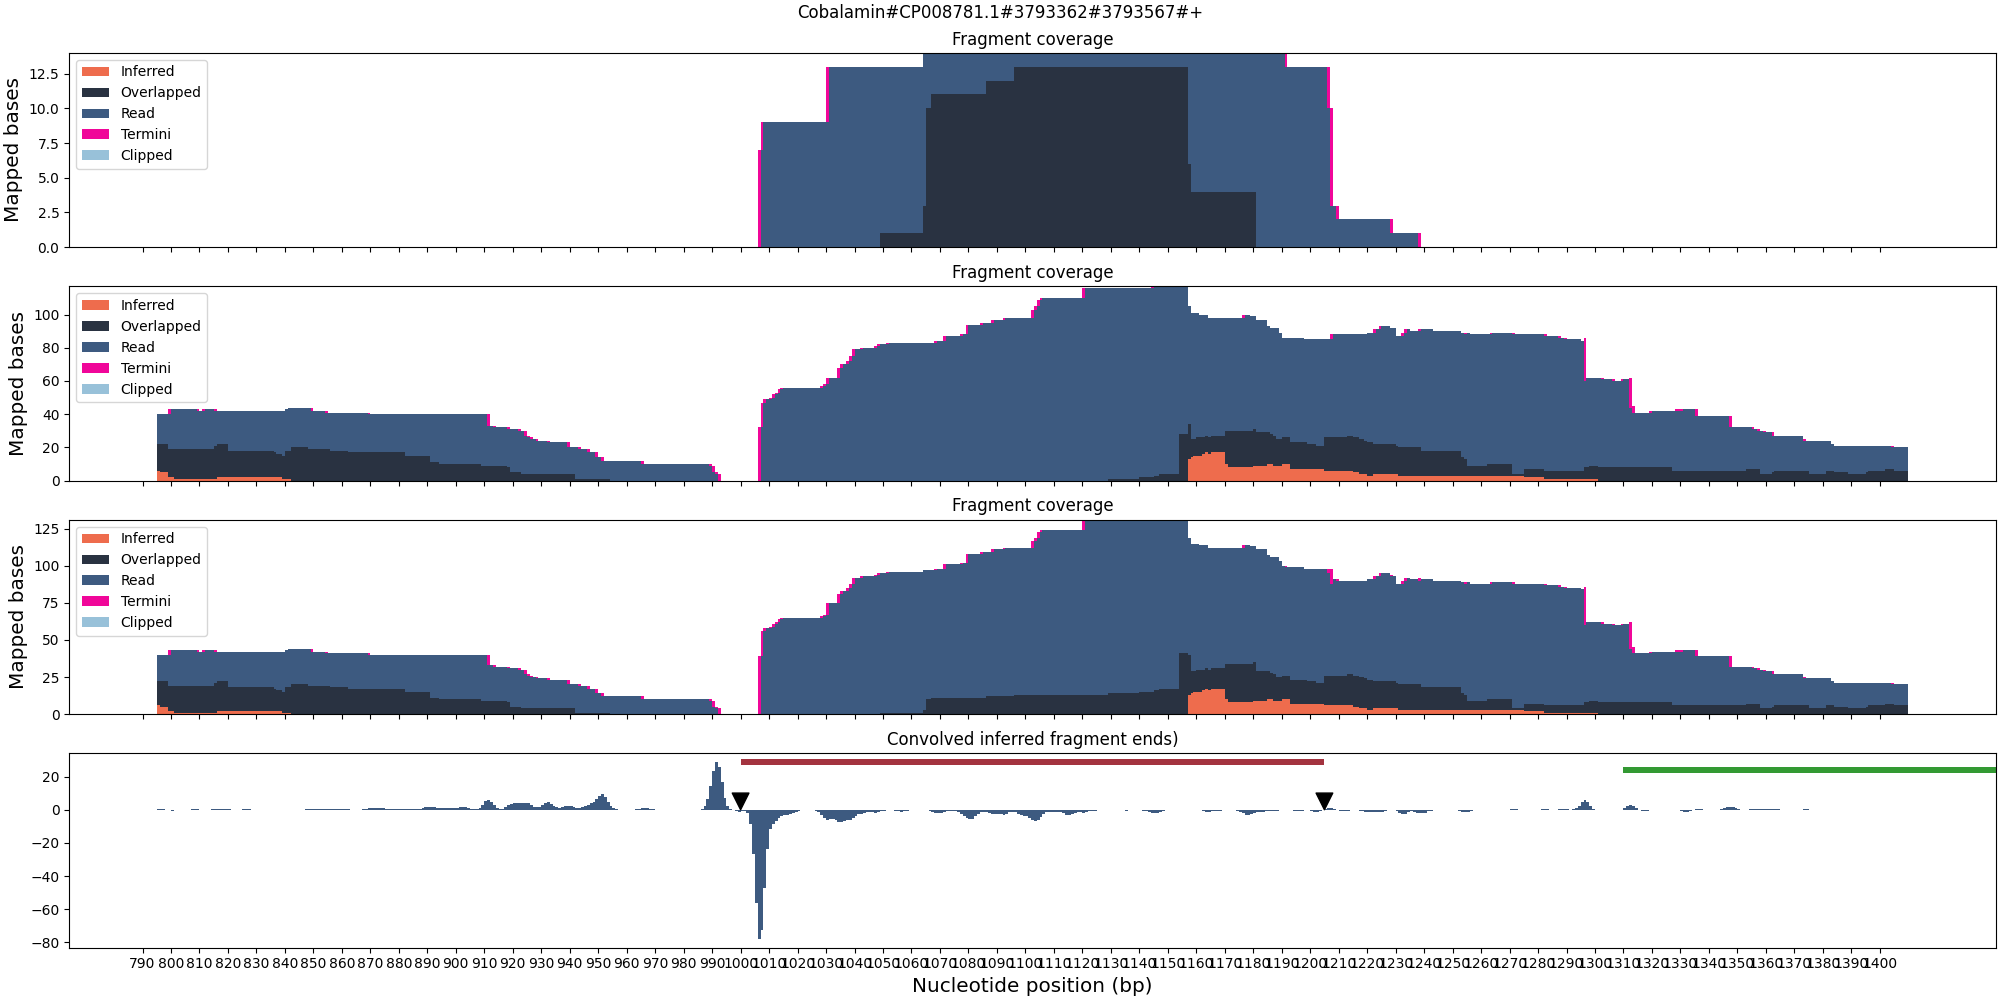 Cobalamin#CP008781.1#3793362#3793567#+
Fragment coverage
Mapped bases
12.5
10.0
7.5
5.0
2.5
0.0
Inferred
Overlapped
Read
Termini
Clipped
Fragment coverage
Mapped bases
100
80
60
40
20
0
Inferred
Overlapped
Read
Termini
Clipped
Fragment coverage
Mapped bases
125
100
75
50
25
0
Inferred
Overlapped
Read
Termini
Clipped
Convolved inferred fragment ends)
20
0
−20
−40
−60
−80
790 800 810 820 830 840 850 860 870 880 890 900 910 920 930 940 950 960 970 980 990 1000 1010 1020 1030 1040 1050 1060 1070 1080 1090 1100 1110 1120 1130 1140 1150 1160 1170 1180 1190 1200 1210 1220 1230 1240 1250 1260 1270 1280 1290 1300 1310 1320 1330 1340 1350 1360 1370 1380 1390 1400
Nucleotide position (bp)